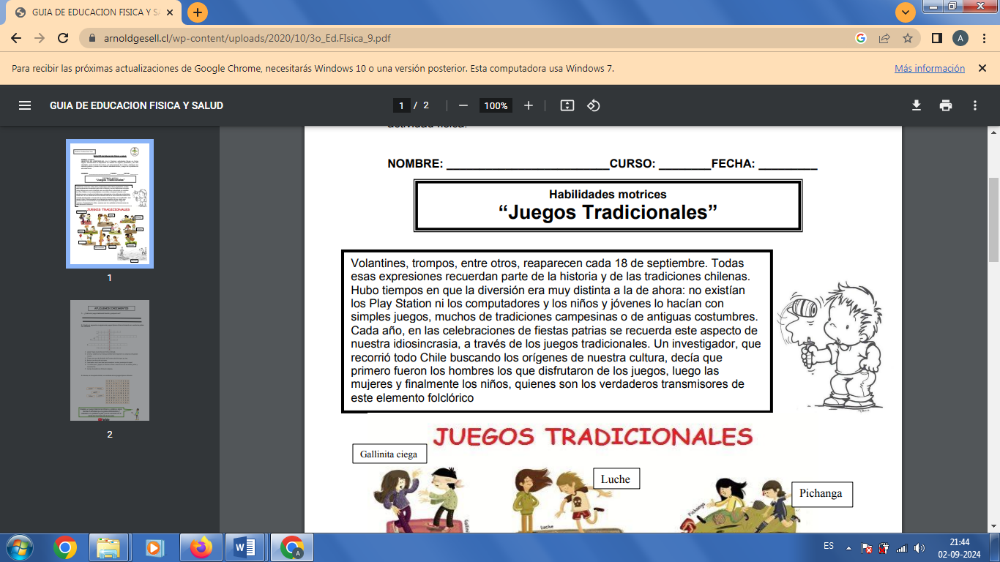 GUIA DE EDUCACION FISICA Y SA
arnoldgesell.cl/wp-content/uploads/2020/10/3o_Ed.FIsica_9.pdf
A
Para recibir las próximas actualizaciones de Google Chrome, necesitarás Windows 10 o una versión posterior. Esta computadora usa Windows 7.
Más información
GUIA DE EDUCACION FISICA Y SALUD
1 / 2
100%
actividad física.
NOMBRE: _________________________CURSO: ________FECHA: _________
Habilidades motrices
“Juegos Tradicionales”
Volantines, trompos, entre otros, reaparecen cada 18 de septiembre. Todas
esas expresiones recuerdan parte de la historia y de las tradiciones chilenas.
Hubo tiempos en que la diversión era muy distinta a la de ahora: no existían
los Play Station ni los computadores y los niños y jóvenes lo hacían con
simples juegos, muchos de tradiciones campesinas o de antiguas costumbres.
Cada año, en las celebraciones de fiestas patrias se recuerda este aspecto de
nuestra idiosincrasia, a través de los juegos tradicionales. Un investigador, que
recorrió todo Chile buscando los orígenes de nuestra cultura, decía que
primero fueron los hombres los que disfrutaron de los juegos, luego las
mujeres y finalmente los niños, quienes son los verdaderos transmisores de
este elemento folclórico
JUEGOS TRADICIONALES
Gallinita ciega
Luche
Pichanga
Luche
Pichanga
JUEGOS TRADICIONALES
1
2
ES
21:44
02-09-2024